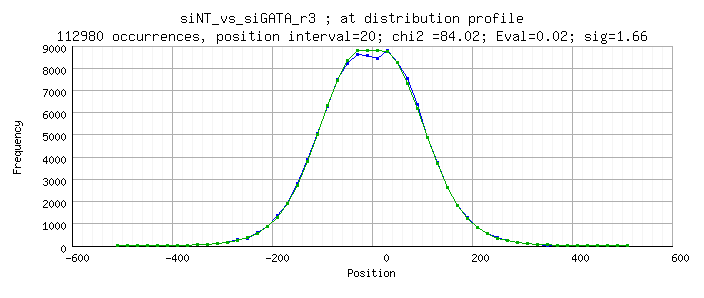 siNT_vs_siGATA_r3 ; at distribution profile
112980 occurrences, position interval=20; chi2 =84.02; Eval=0.02; sig=1.66
9000
8000
7000
6000
5000
4000
3000
2000
1000
0
Frequency
-600 -400 -200 0 200 400 600
Position